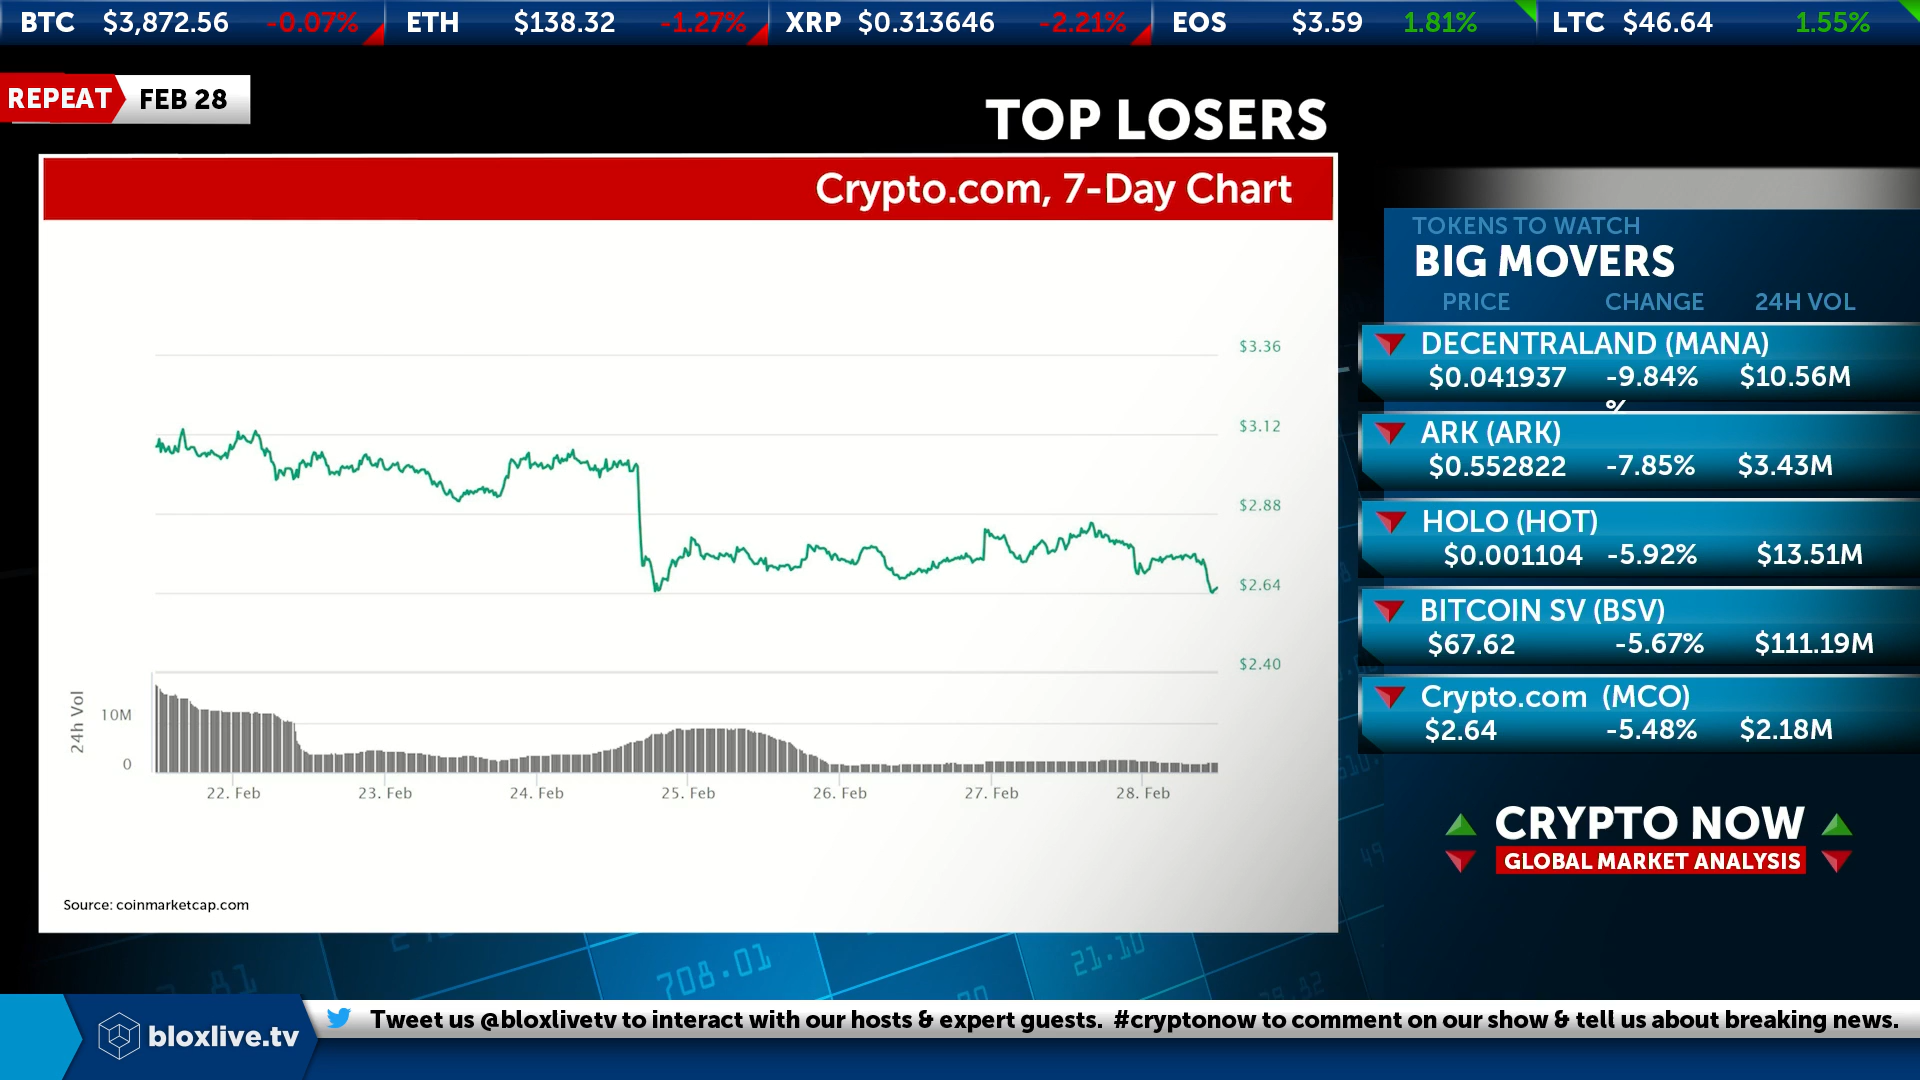 BTC $3,872.56 -0.07% ETH $138.32 -1.27% XRP $0.313646 -2.21% EOS $3.59 1.81% LTC $46.64 1.55%
REPEAT FEB 28
TOP LOSERS
Crypto.com, 7-Day Chart
$3.36
$3.12
$2.88
$2.64
$2.40
24h Vol
10M
0
22. Feb 23. Feb 24. Feb 25. Feb 26. Feb 27. Feb 28. Feb
Source: coinmarketcap.com
TOKENS TO WATCH
BIG MOVERS
PRICE CHANGE 24H VOL
DECENTRALAND (MANA)
$0.041937 -9.84% $10.56M
%
ARK (ARK)
$0.552822 -7.85% $3.43M
HOLO (HOT)
$0.001104 -5.92% $13.51M
BITCOIN SV (BSV)
$67.62 -5.67% $111.19M
Crypto.com (MCO)
$2.64 -5.48% $2.18M
CRYPTO NOW
GLOBAL MARKET ANALYSIS
708.01
21.10
bloxlive.tv
Tweet us @bloxlivetv to interact with our hosts & expert guests. #cryptonow to comment on our show & tell us about breaking news.